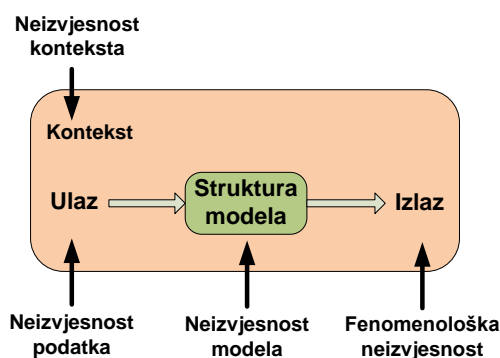 Neizvjesnost
konteksta
Kontekst
Ulaz
Struktura
modela
Izlaz
Neizvjesnost
podatka
Neizvjesnost
modela
Fenomenološka
neizvjesnost